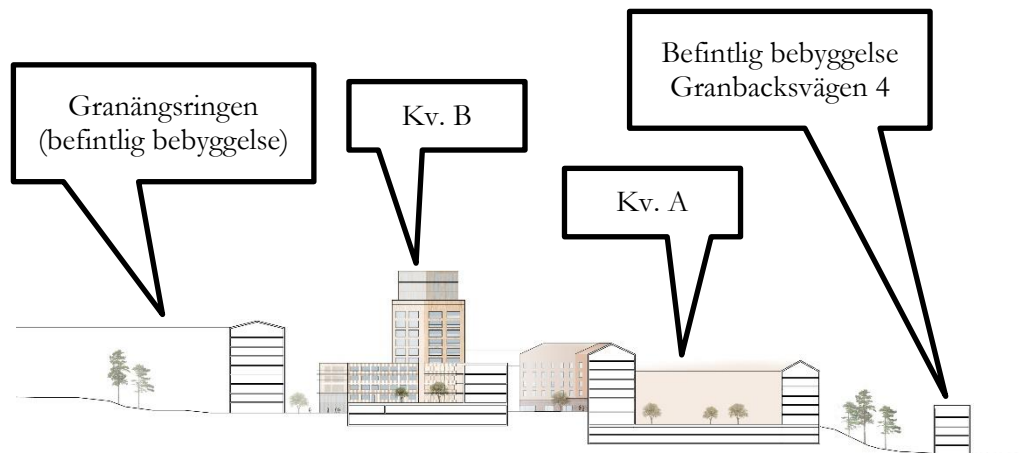 Granängsringen
(befintlig bebyggelse)
Kv. B
Kv. A
Befintlig bebyggelse
Granbacksvägen 4